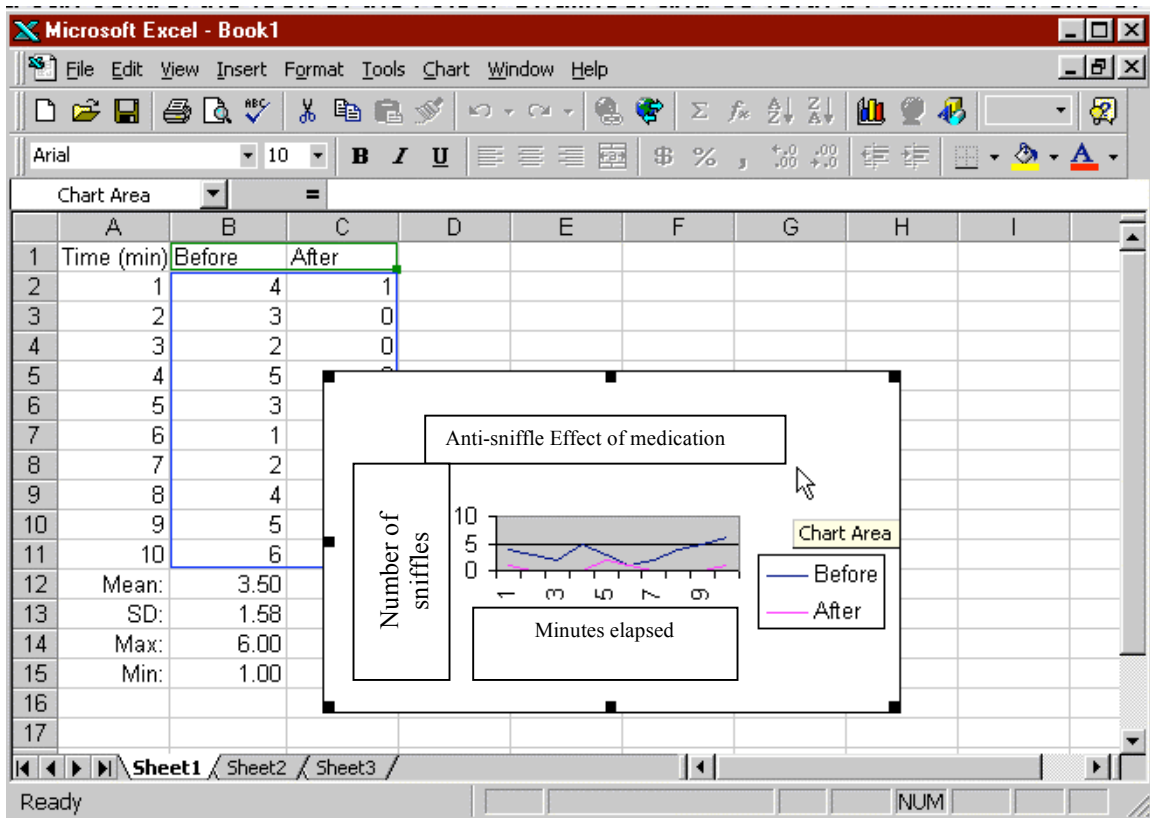 Microsoft Excel - Book1
File Edit View Insert Format Tools Chart Window Help
ABC
Arial 10 B I U $ % , .00 .00 A
Chart Area =
A B C D E F G H I
1 Time (min) Before After
2 1 4 1
3 2 3 0
4 3 2 0
5 4 5
6 5 3
7 6 1
8 7 2
9 8 4
10 9 5
11 10 6
12 Mean: 3.50
13 SD: 1.58
14 Max: 6.00
15 Min: 1.00
16
17
Anti-sniffle Effect of medication
Number of
sniffles
10
5
0
1 3 5 7 9
Minutes elapsed
Chart Area
Before
After
Sheet1 Sheet2 Sheet3
Ready NUM